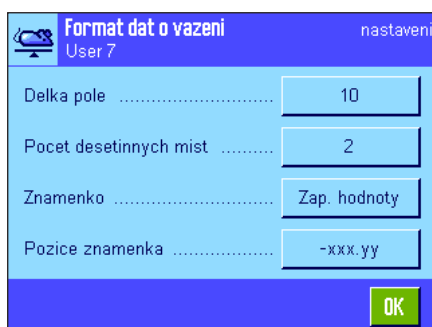 Format dat o vazeni
nastaveni
User 7
Delka pole ............................ 10
Pocet desetinnych mist .......... 2
Znamenko ............................. Zap. hodnoty
Pozice znamenka ................... -xxx.yy
OK